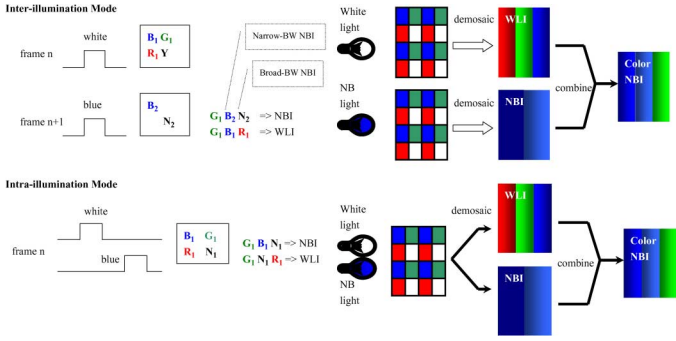 Inter-illumination Mode
white
frame n
B1 G1
R1 Y
Narrow-BW NBI
Broad-BW NBI
blue
frame n+1
B2
N2
G1 B2 N2 => NBI
G1 B1 R1 => WLI
White
light
demosaic
WLI
NB
light
demosaic
NBI
combine
Color
NBI
Intra-illumination Mode
white
frame n
blue
B1 G1
R1 N1
G1 B1 N1 => NBI
G1 N1 R1 => WLI
White
light
NB
light
demosaic
WLI
NBI
combine
Color
NBI